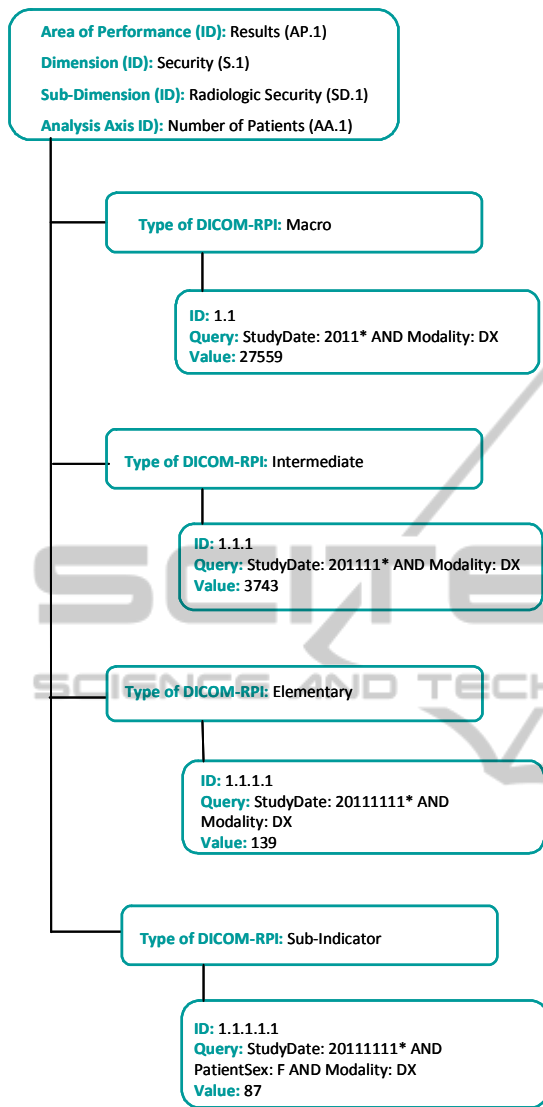 Area of Performance (ID): Results (AP.1)
Dimension (ID): Security (S.1)
Sub-Dimension (ID): Radiologic Security (SD.1)
Analysis Axis ID): Number of Patients (AA.1)
Type of DICOM-RPI: Macro
ID: 1.1
Query: StudyDate: 2011* AND Modality: DX
Value: 27559
Type of DICOM-RPI: Intermediate
ID: 1.1.1
Query: StudyDate: 201111* AND Modality: DX
Value: 3743
SCITE
SCIENCE AND TECH
Type of DICOM-RPI: Elementary
ID: 1.1.1.1
Query: StudyDate: 20111111* AND
Modality: DX
Value: 139
Type of DICOM-RPI: Sub-Indicator
ID: 1.1.1.1.1
Query: StudyDate: 20111111* AND
PatientSex: F AND Modality: DX
Value: 87